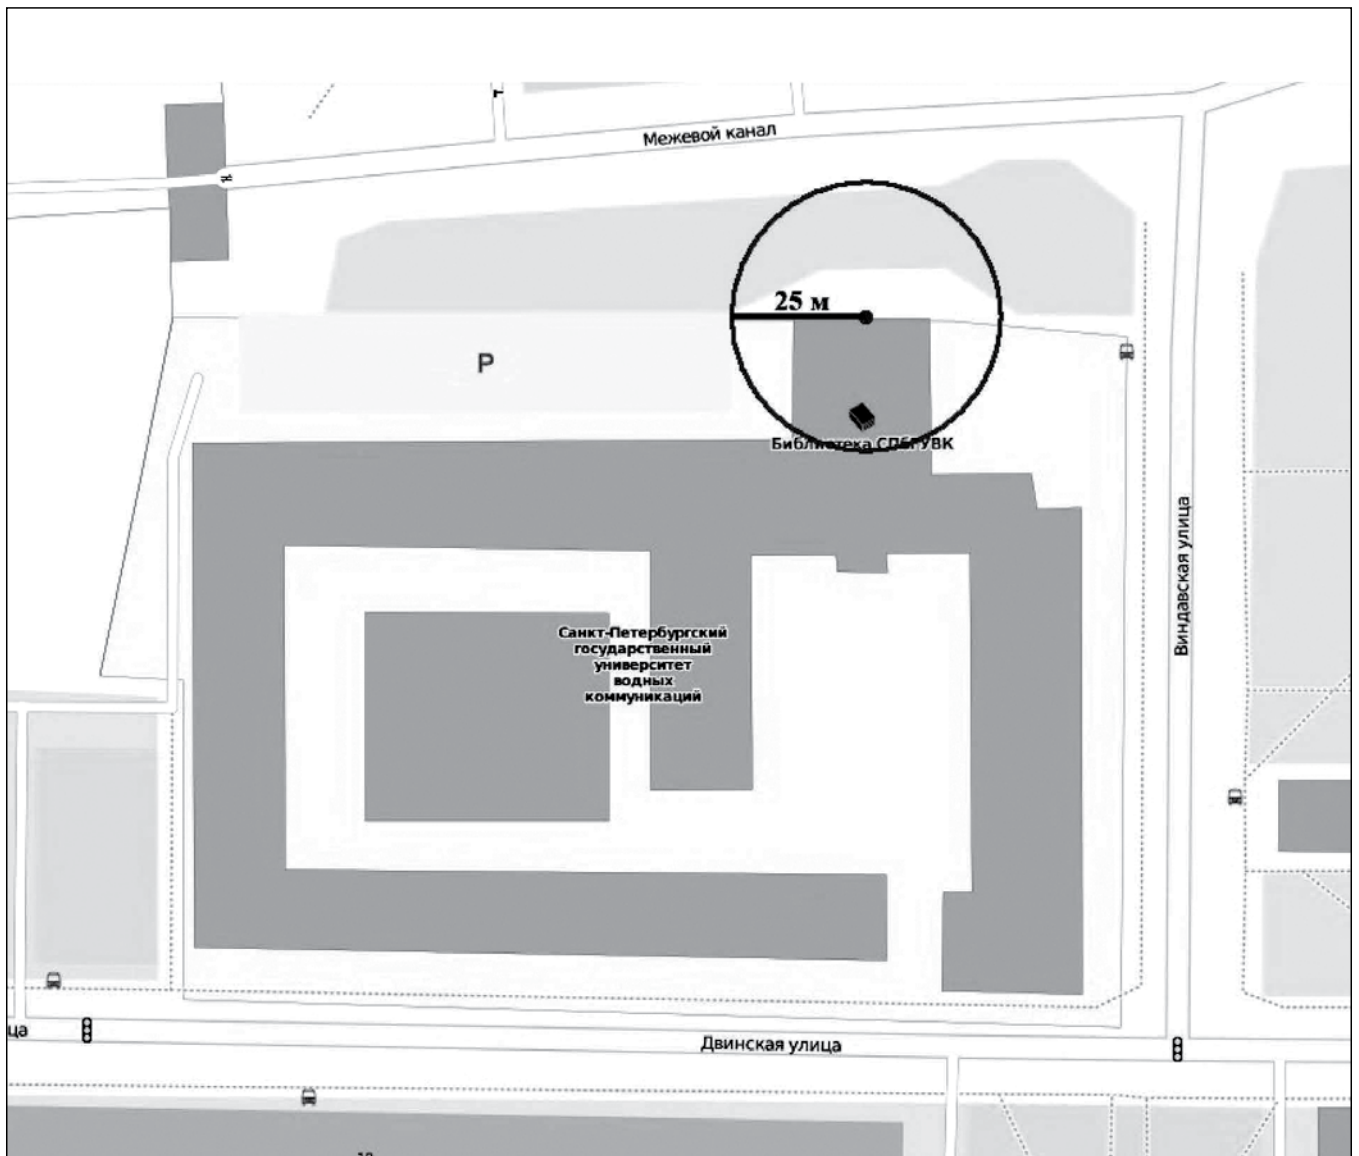 Межевой канал
25 м
P
Библиотека СПбГУВК
Виндавская улица
Санкт-Петербургский
государственный
университет
водных
коммуникаций
ца
Двинская улица